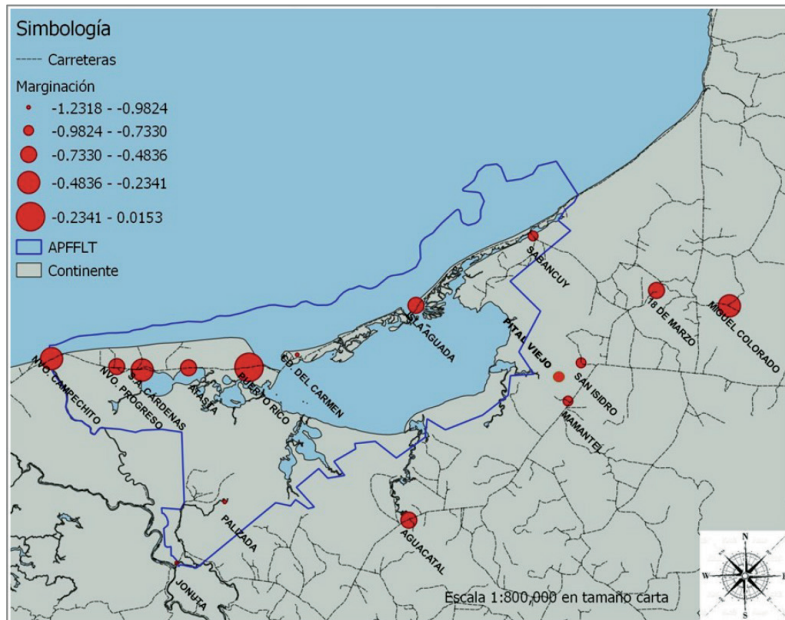 Simbología
Carreteras
Marginación
-1.2318 - -0.9824
-0.9824 - -0.7330
-0.7330 - -0.4836
-0.4836 - -0.2341
-0.2341 - 0.0153
APFFLT
Continente
SABANCUY
ISLA AGUADA
18 DE MARZO
MIGUEL COLORADO
PITAL VIEJO
SAN ISIDRO
MAMANTEL
NVO. CAMPECHITO
NVO. PROGRESO
CÁRDENAS
ATASTA
PUERTO RICO
CD. DEL CARMEN
PALIZADA
JONUTA
AGUACATAL
N
W
E
S
Escala 1:800,000 en tamaño carta